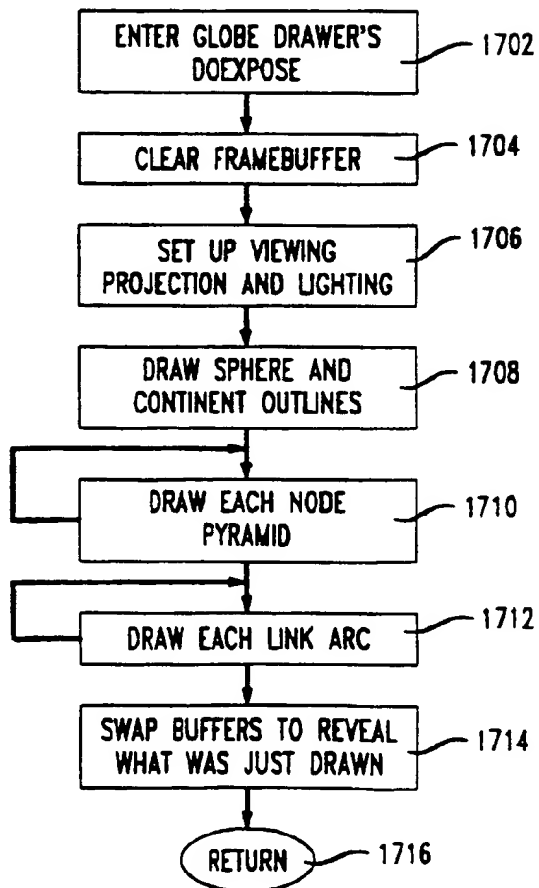 ENTER GLOBE DRAWER'S
DOEXPOSE
1702
CLEAR FRAMEBUFFER
1704
SET UP VIEWING
PROJECTION AND LIGHTING
1706
DRAW SPHERE AND
CONTINENT OUTLINES
1708
DRAW EACH NODE
PYRAMID
1710
DRAW EACH LINK ARC
1712
SWAP BUFFERS TO REVEAL
WHAT WAS JUST DRAWN
1714
RETURN
1716